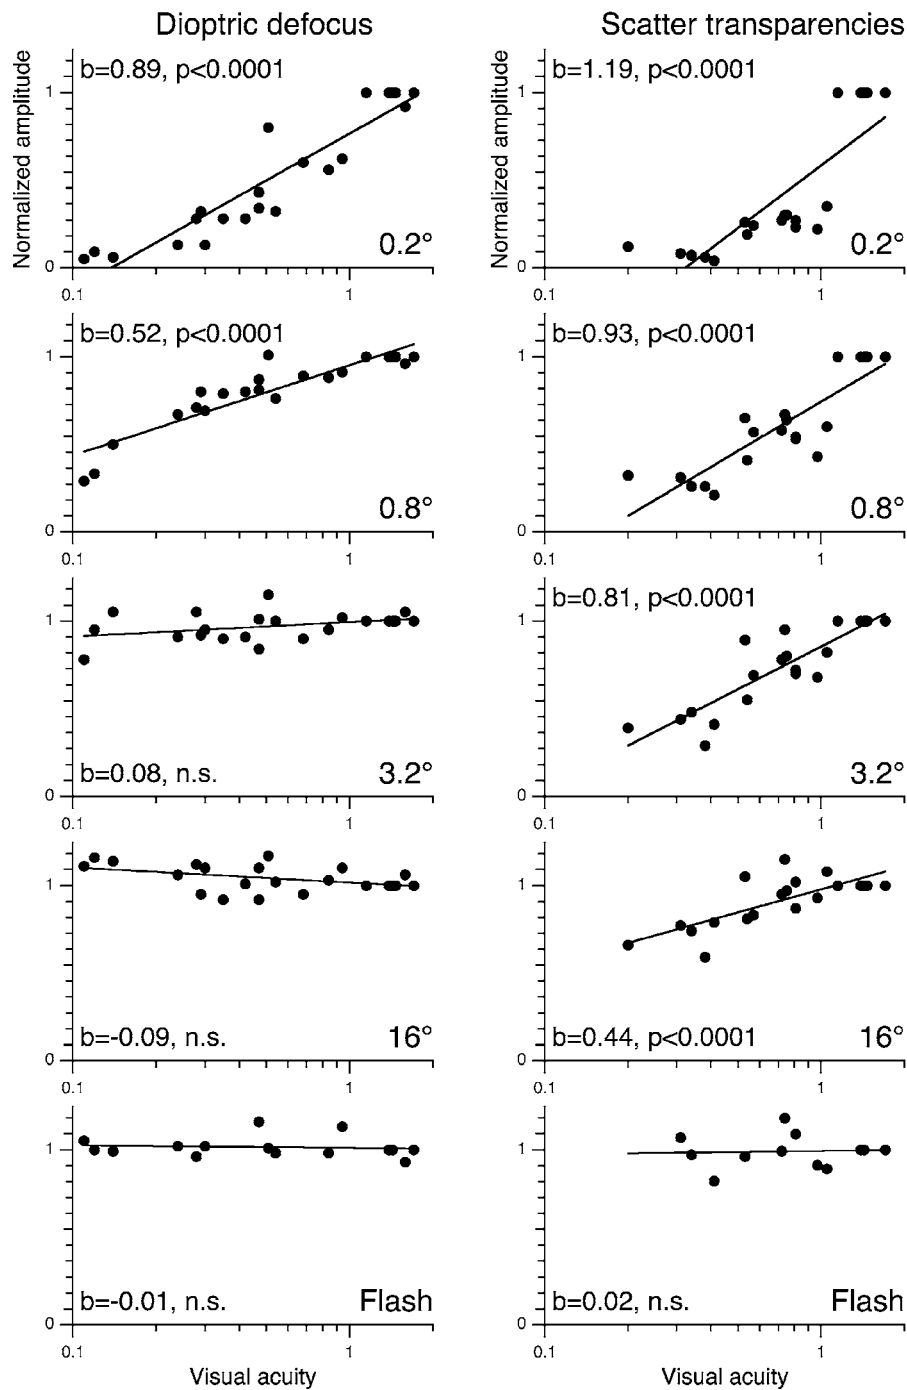 Dioptric defocus
Scatter transparencies
Normalized amplitude
b=0.89, p<0.0001
1
0.2°
0
0.1
1
Normalized amplitude
b=1.19, p<0.0001
1
0.2°
0
0.1
1
b=0.52, p<0.0001
1
0.8°
0
0.1
1
b=0.93, p<0.0001
1
0.8°
0
0.1
1
1
b=0.08, n.s.
3.2°
0
0.1
1
b=0.81, p<0.0001
1
3.2°
0
0.1
1
1
b=-0.09, n.s.
16°
0
0.1
1
1
b=0.44, p<0.0001
16°
0
0.1
1
1
b=-0.01, n.s.
Flash
0
0.1
1
Visual acuity
1
b=0.02, n.s.
Flash
0
0.1
1
Visual acuity